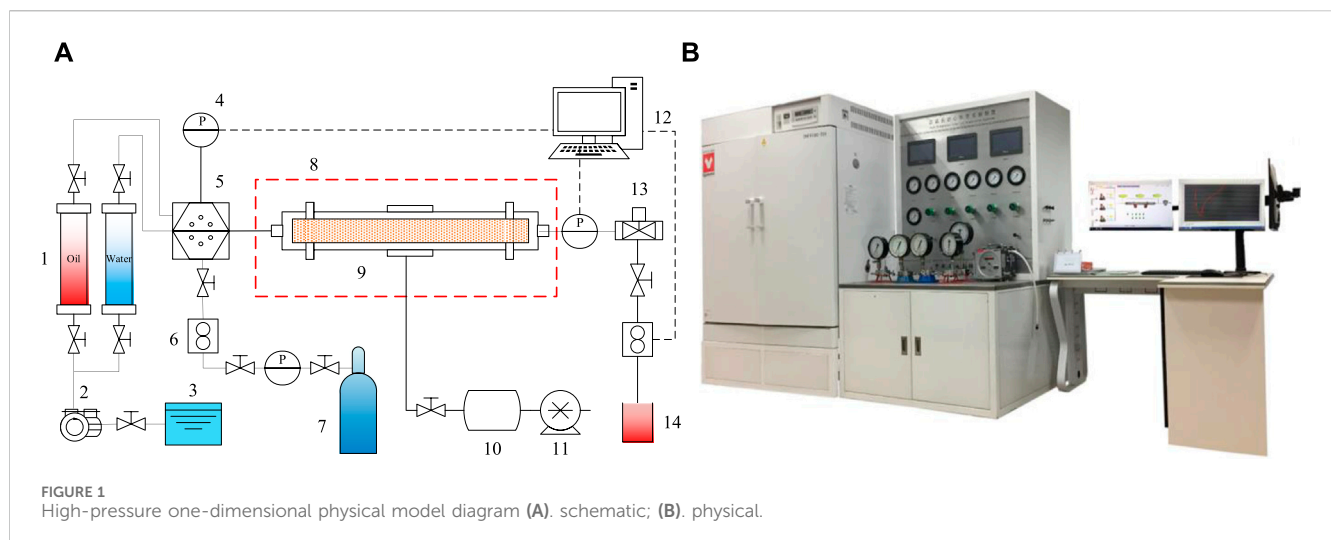 A
B
4
P
12
5
8
13
1
Oil
Water
P
9
6
P
2
3
7
10
11
14
FIGURE 1
High-pressure one-dimensional physical model diagram (A). schematic; (B). physical.